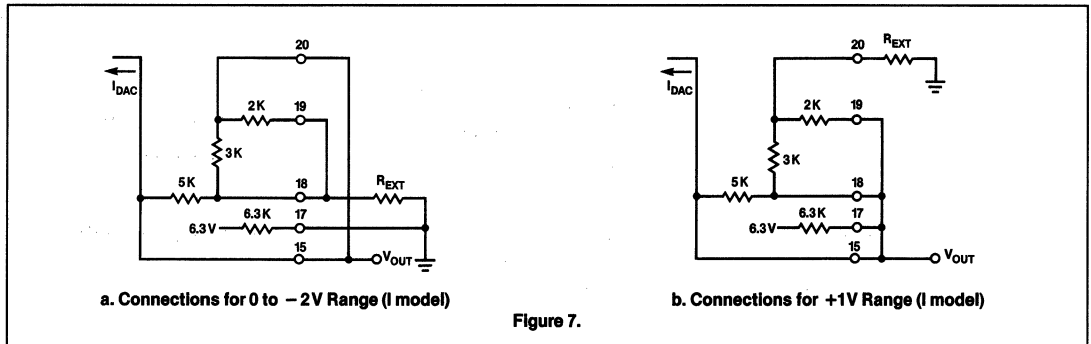 20
I_DAC
2K
19
3K
5K
18
R_EXT
6.3V
6.3K
17
15
V_OUT
a. Connections for 0 to −2V Range (I model)
20
R_EXT
I_DAC
2K
19
3K
5K
18
6.3V
6.3K
17
15
V_OUT
b. Connections for +1V Range (I model)
Figure 7.